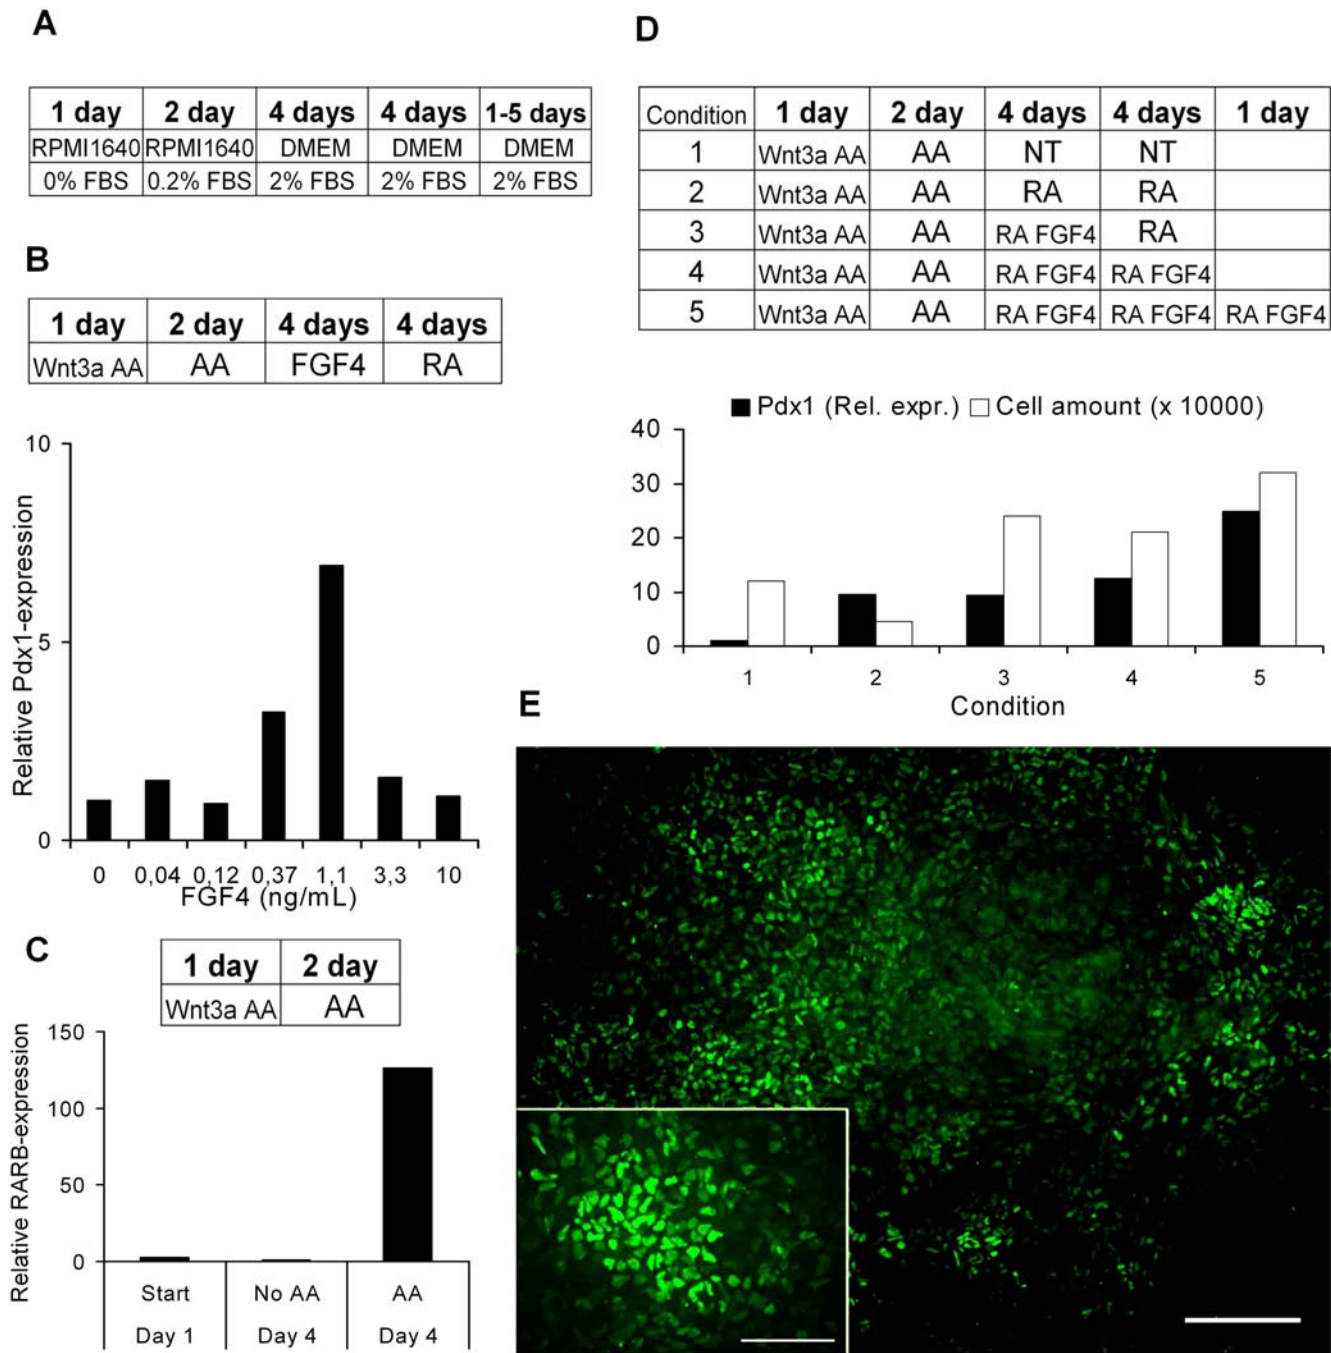 A
1 day 2 day 4 days 4 days 1-5 days
RPMI1640 RPMI1640 DMEM DMEM DMEM
0% FBS 0.2% FBS 2% FBS 2% FBS 2% FBS
B
1 day 2 day 4 days 4 days
Wnt3a AA AA FGF4 RA
10
5
0
Relative Pdx1-expression
0 0,04 0,12 0,37 1,1 3,3 10
FGF4 (ng/mL)
C
1 day 2 day
Wnt3a AA AA
150
100
50
0
Relative RARB-expression
Start No AA AA
Day 1 Day 4 Day 4
D
Condition 1 day 2 day 4 days 4 days 1 day
1 Wnt3a AA AA NT NT
2 Wnt3a AA AA RA RA
3 Wnt3a AA AA RA FGF4 RA
4 Wnt3a AA AA RA FGF4 RA FGF4
5 Wnt3a AA AA RA FGF4 RA FGF4 RA FGF4
Pdx1 (Rel. expr.) Cell amount (x 10000)
40
30
20
10
0
1 2 3 4 5
Condition
E